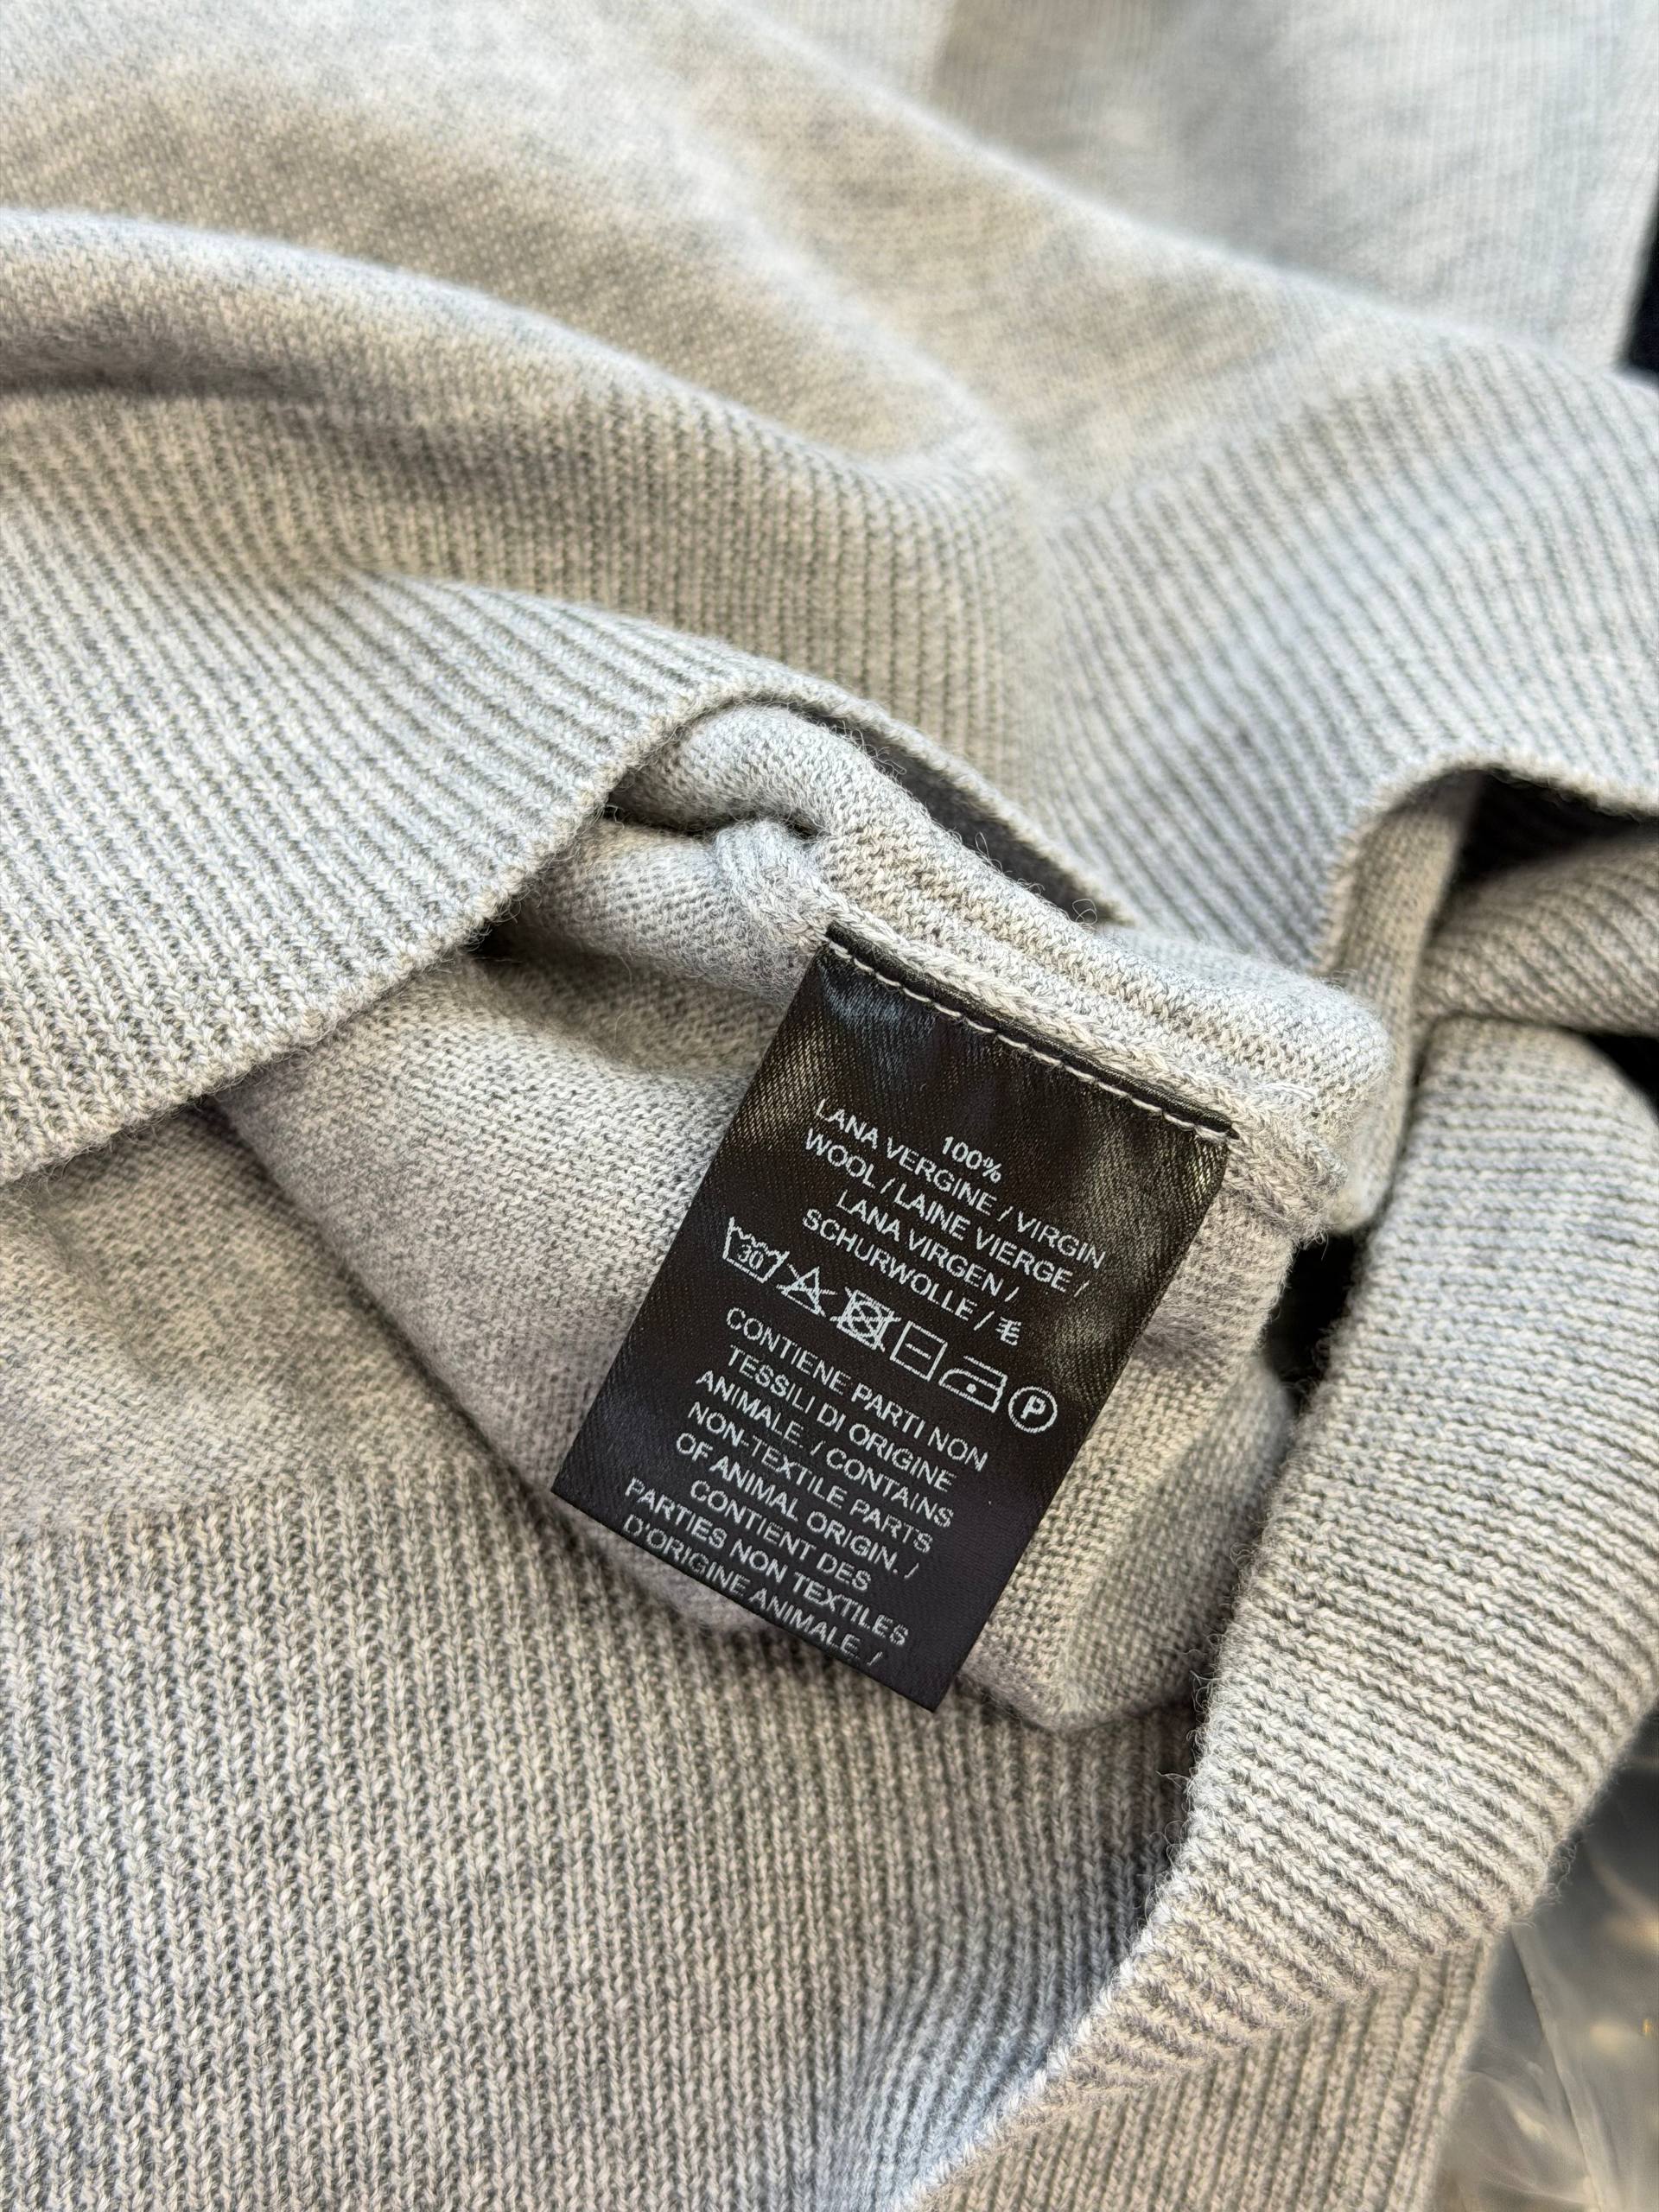 100%
LANA VERGINE / VIRGIN
WOOL / LAINE VIERGE /
LANA VIRGEN /
SCHURWOLLE /
30
P
CONTIENE PARTI NON
TESSILI DI ORIGINE
ANIMALE. / CONTAINS
NON-TEXTILE PARTS
OF ANIMAL ORIGIN. /
CONTIENT DES
PARTIES NON TEXTILES
D'ORIGINE ANIMALE. /